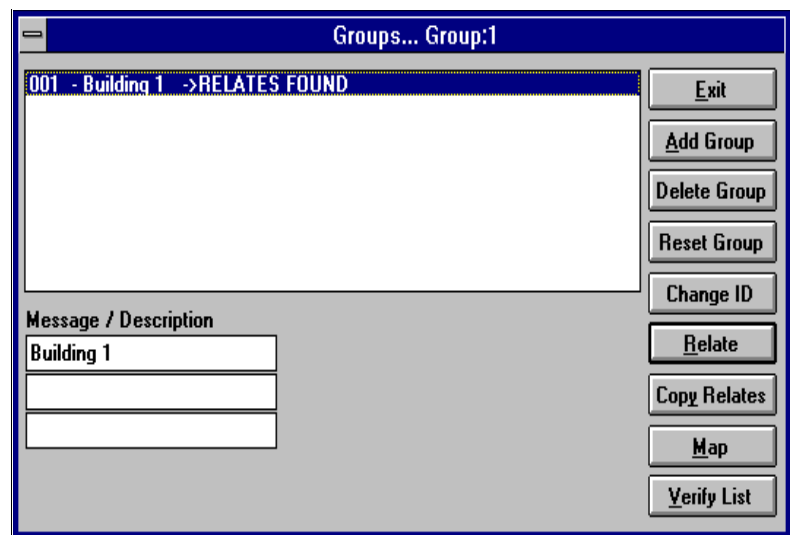 Groups... Group:1
001 - Building 1 ->RELATES FOUND
Exit
Add Group
Delete Group
Reset Group
Change ID
Relate
Copy Relates
Map
Verify List
Message / Description
Building 1